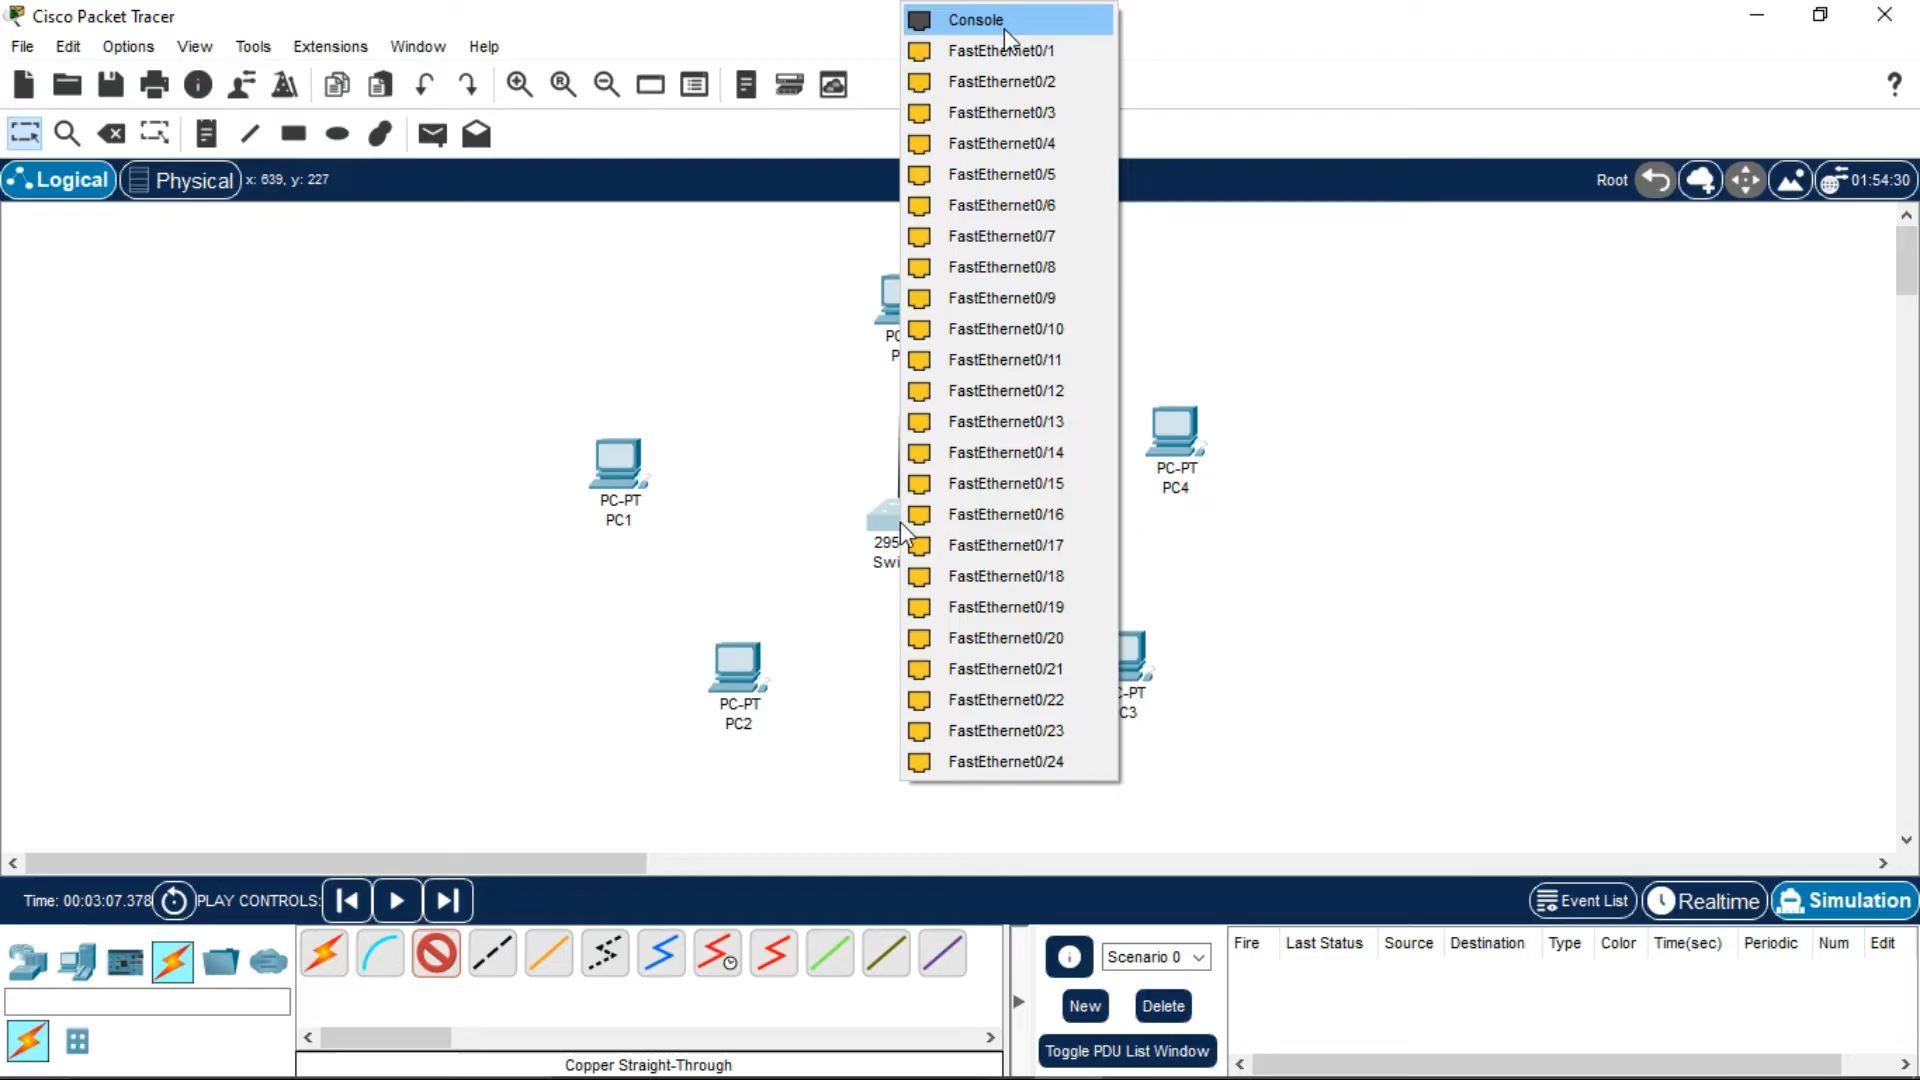 Cisco Packet Tracer
File Edit Options View Tools Extensions Window Help
Logical
Physical
x: 639, y: 227
Root
01:54:30
Console
FastEthernet0/1
FastEthernet0/2
FastEthernet0/3
FastEthernet0/4
FastEthernet0/5
FastEthernet0/6
FastEthernet0/7
FastEthernet0/8
FastEthernet0/9
FastEthernet0/10
FastEthernet0/11
FastEthernet0/12
FastEthernet0/13
FastEthernet0/14
FastEthernet0/15
FastEthernet0/16
FastEthernet0/17
FastEthernet0/18
FastEthernet0/19
FastEthernet0/20
FastEthernet0/21
FastEthernet0/22
FastEthernet0/23
FastEthernet0/24
PC-PT
PC1
PC-PT
PC2
PC-PT
PC4
295
Swi
-PT
C3
Time: 00:03:07.378
PLAY CONTROLS:
Event List
Realtime
Simulation
Scenario 0
New
Delete
Toggle PDU List Window
Fire Last Status Source Destination Type Color Time(sec) Periodic Num Edit
Copper Straight-Through